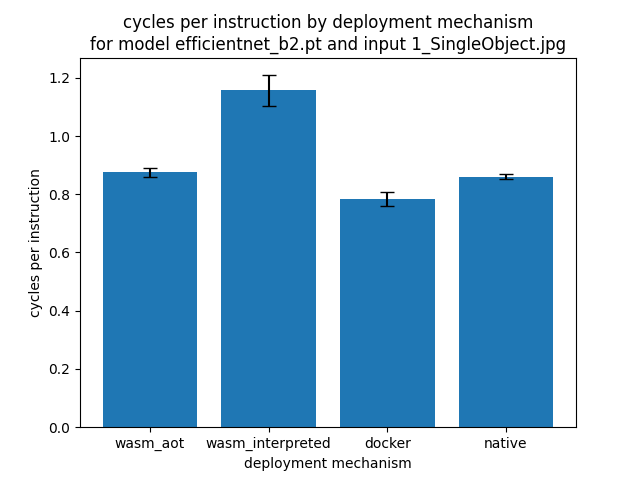 cycles per instruction by deployment mechanism
for model efficientnet_b2.pt and input 1_SingleObject.jpg
1.2
1.0
0.8
0.6
0.4
0.2
0.0
cycles per instruction
wasm_aot wasm_interpreted docker native
deployment mechanism